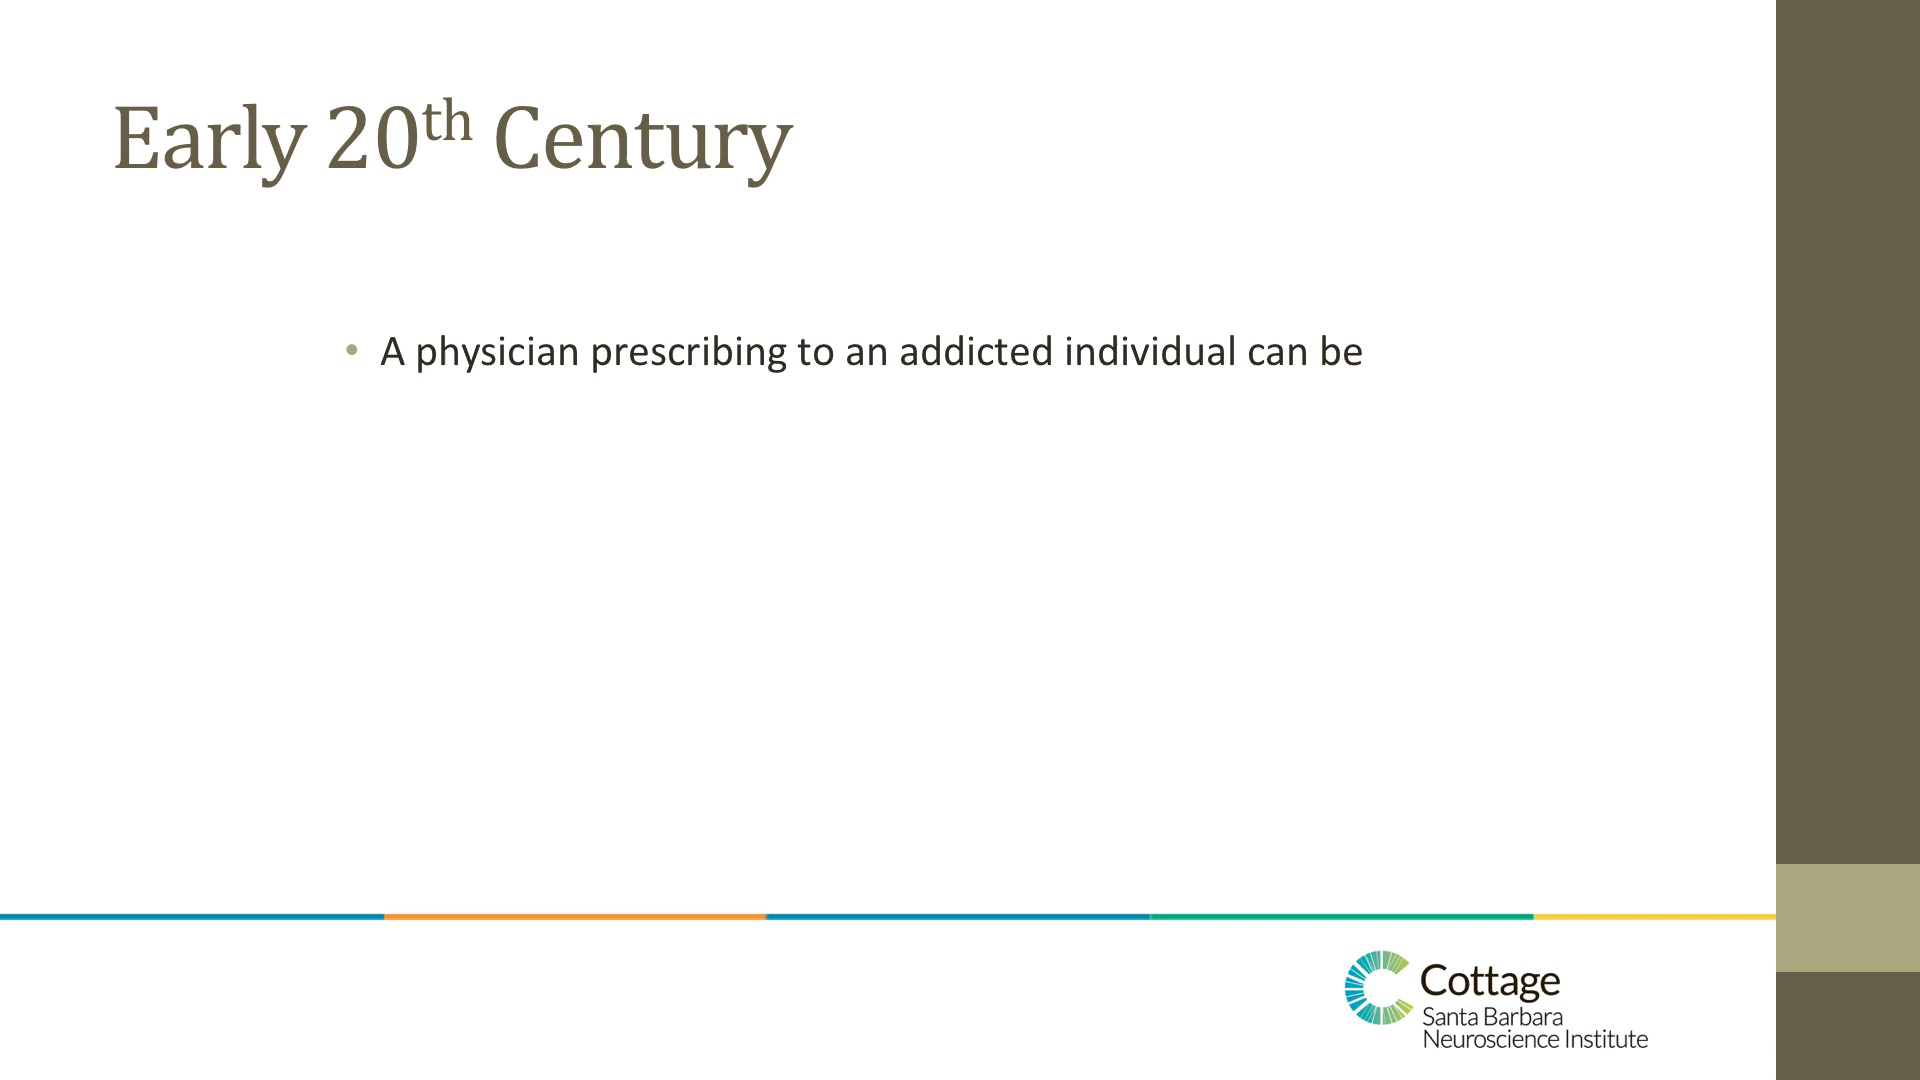 Early 20th Century
• A physician prescribing to an addicted individual can be
Cottage
Santa Barbara
Neuroscience Institute